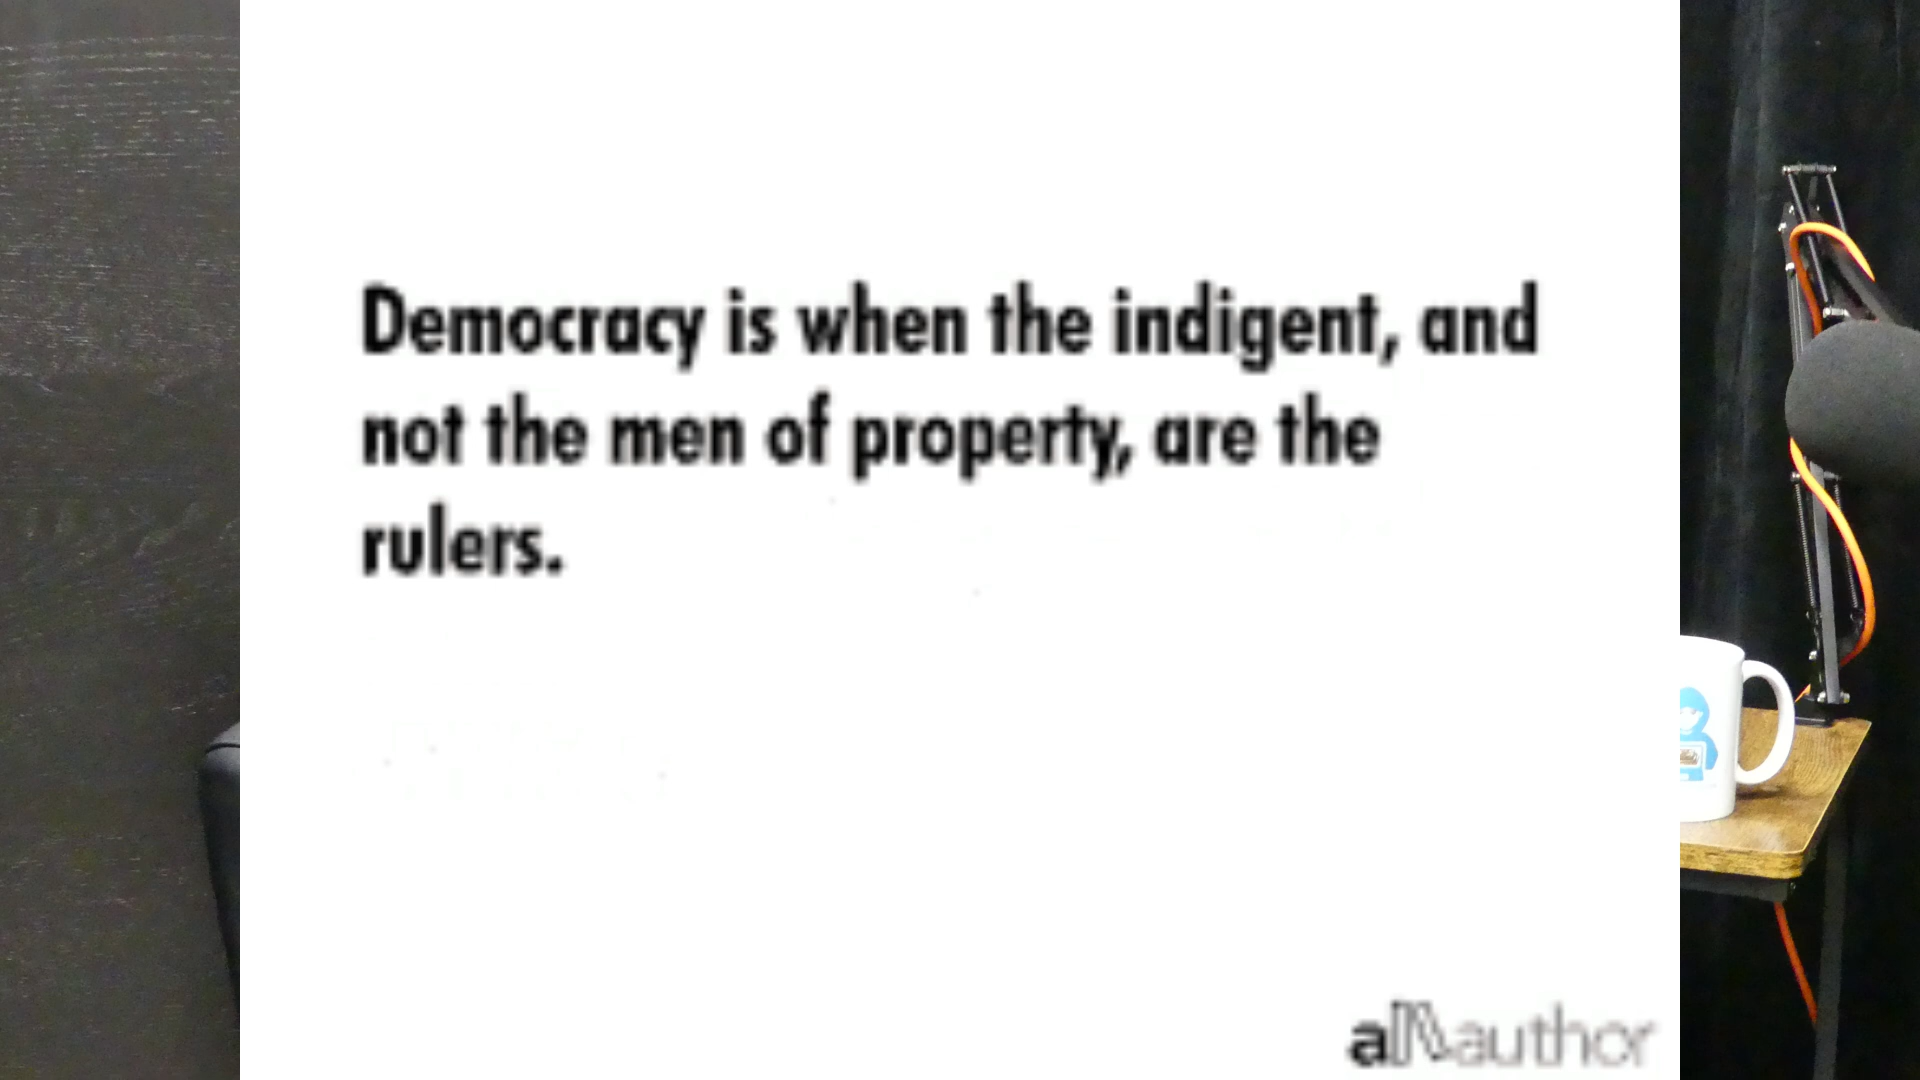 Democracy is when the indigent, and
not the men of property, are the
rulers.
allauthor